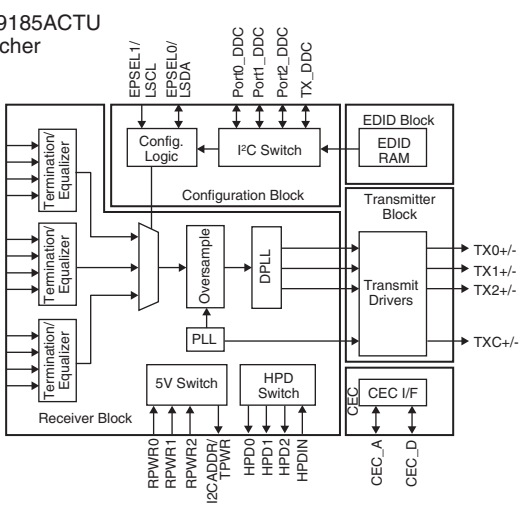 9185ACTU
cher
EPSEL1/
LSCL
EPSEL0/
LSDA
Port0_DDC
Port1_DDC
Port2_DDC
TX_DDC
Config.
Logic
I²C Switch
Configuration Block
EDID Block
EDID
RAM
Termination/
Equalizer
Termination/
Equalizer
Termination/
Equalizer
Oversample
DPLL
PLL
Transmitter
Block
Transmit
Drivers
TX0+/-
TX1+/-
TX2+/-
TXC+/-
5V Switch
HPD
Switch
Receiver Block
CEC
CEC I/F
RPWR0
RPWR1
RPWR2
I2CADDR/
TPWR
HPD0
HPD1
HPD2
HPDIN
CEC_A
CEC_D